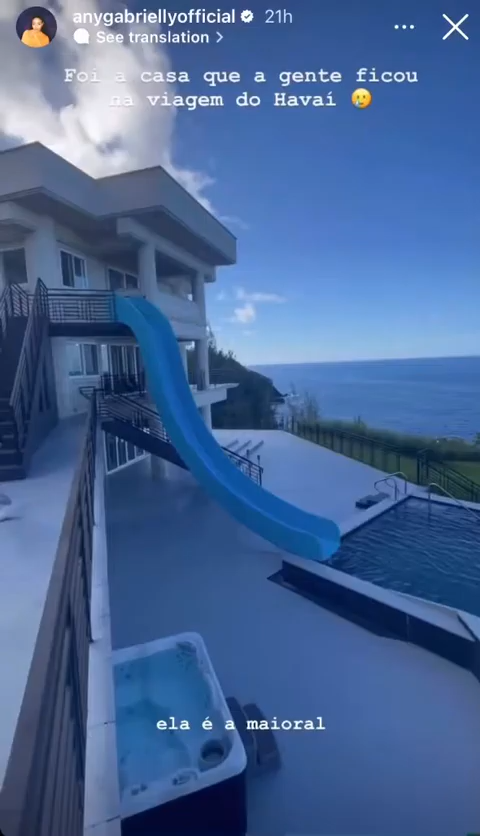 anygabriellyofficial 21h
See translation >
Foi a casa que a gente ficou
na viagem do Havaí 🥲
ela é a maioral